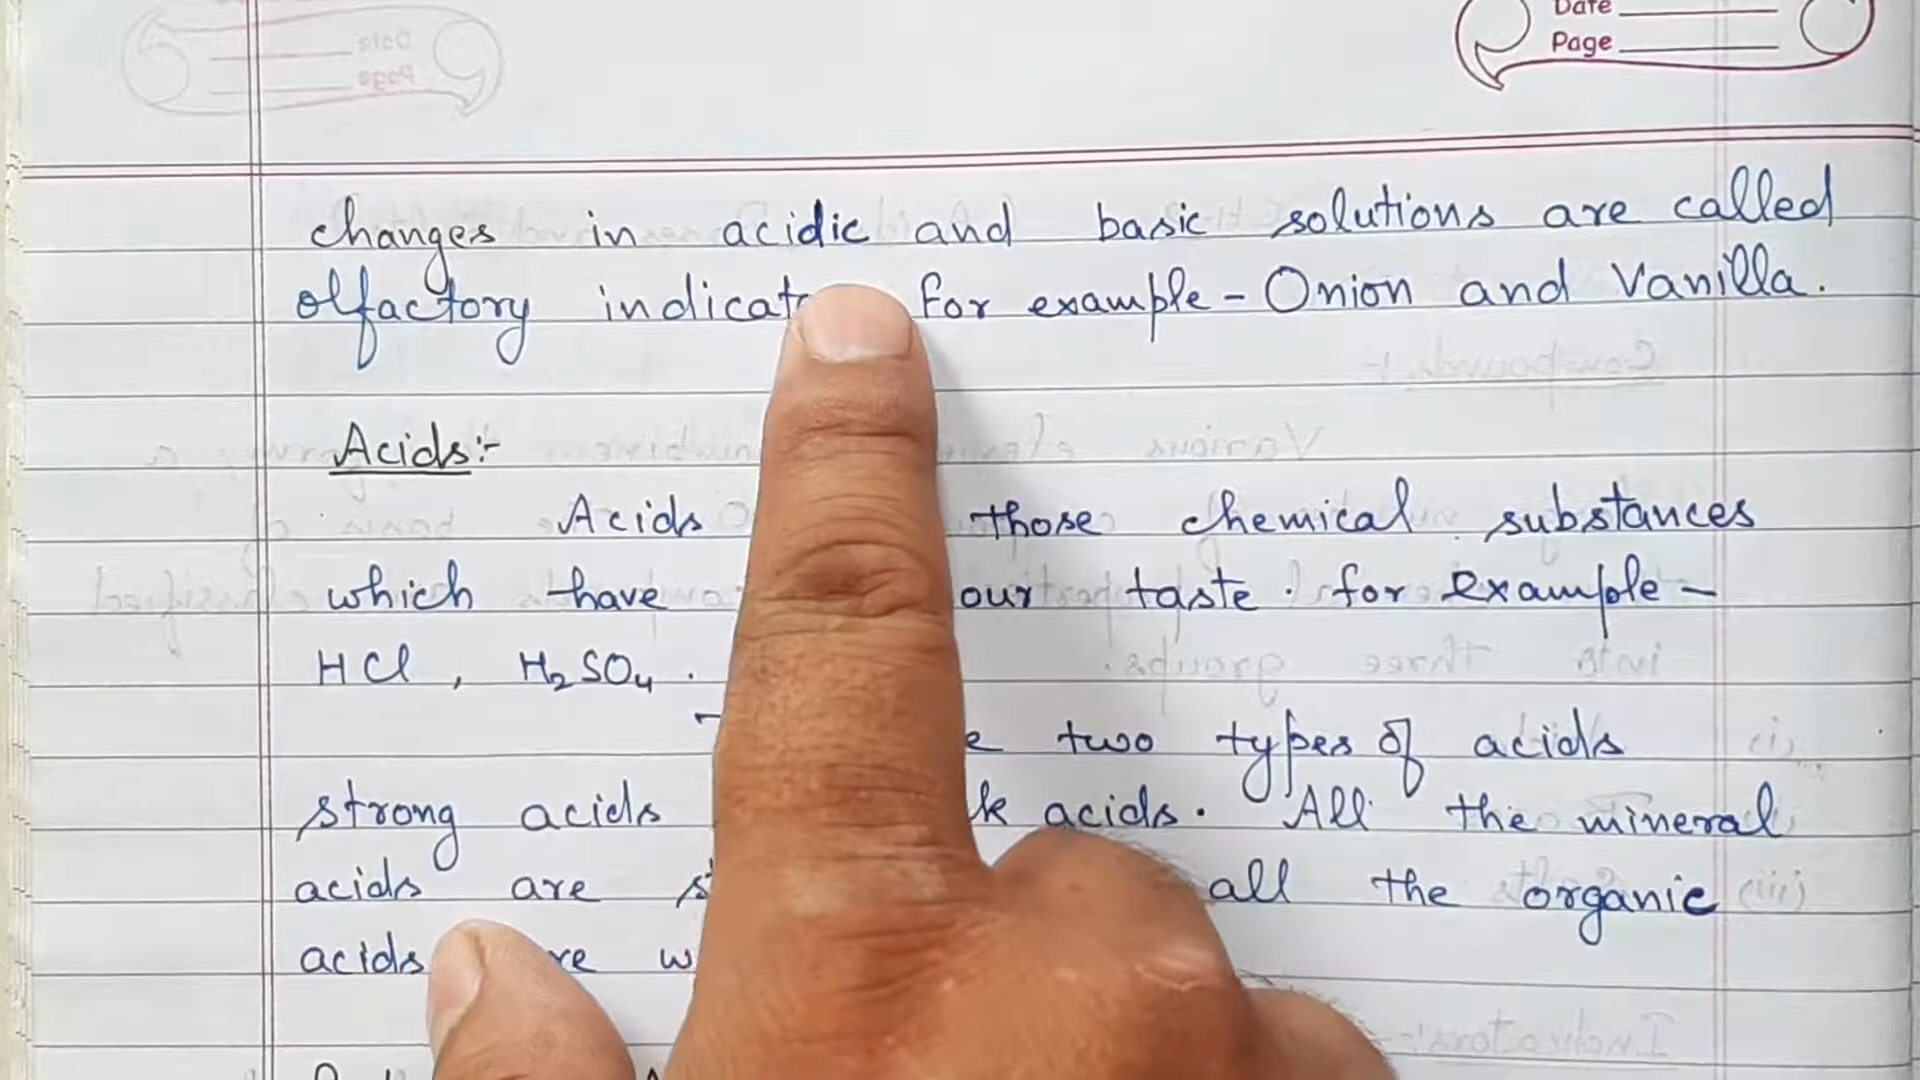 Date
Page
changes in acidic and basic solutions are called
olfactory indicat for example - Onion and Vanilla.
Acids:-
Acids those chemical substances
which have our taste. for example -
HCl, H₂SO₄.
two types of acids
strong acids acids. All the mineral
acids are all the organic
acids